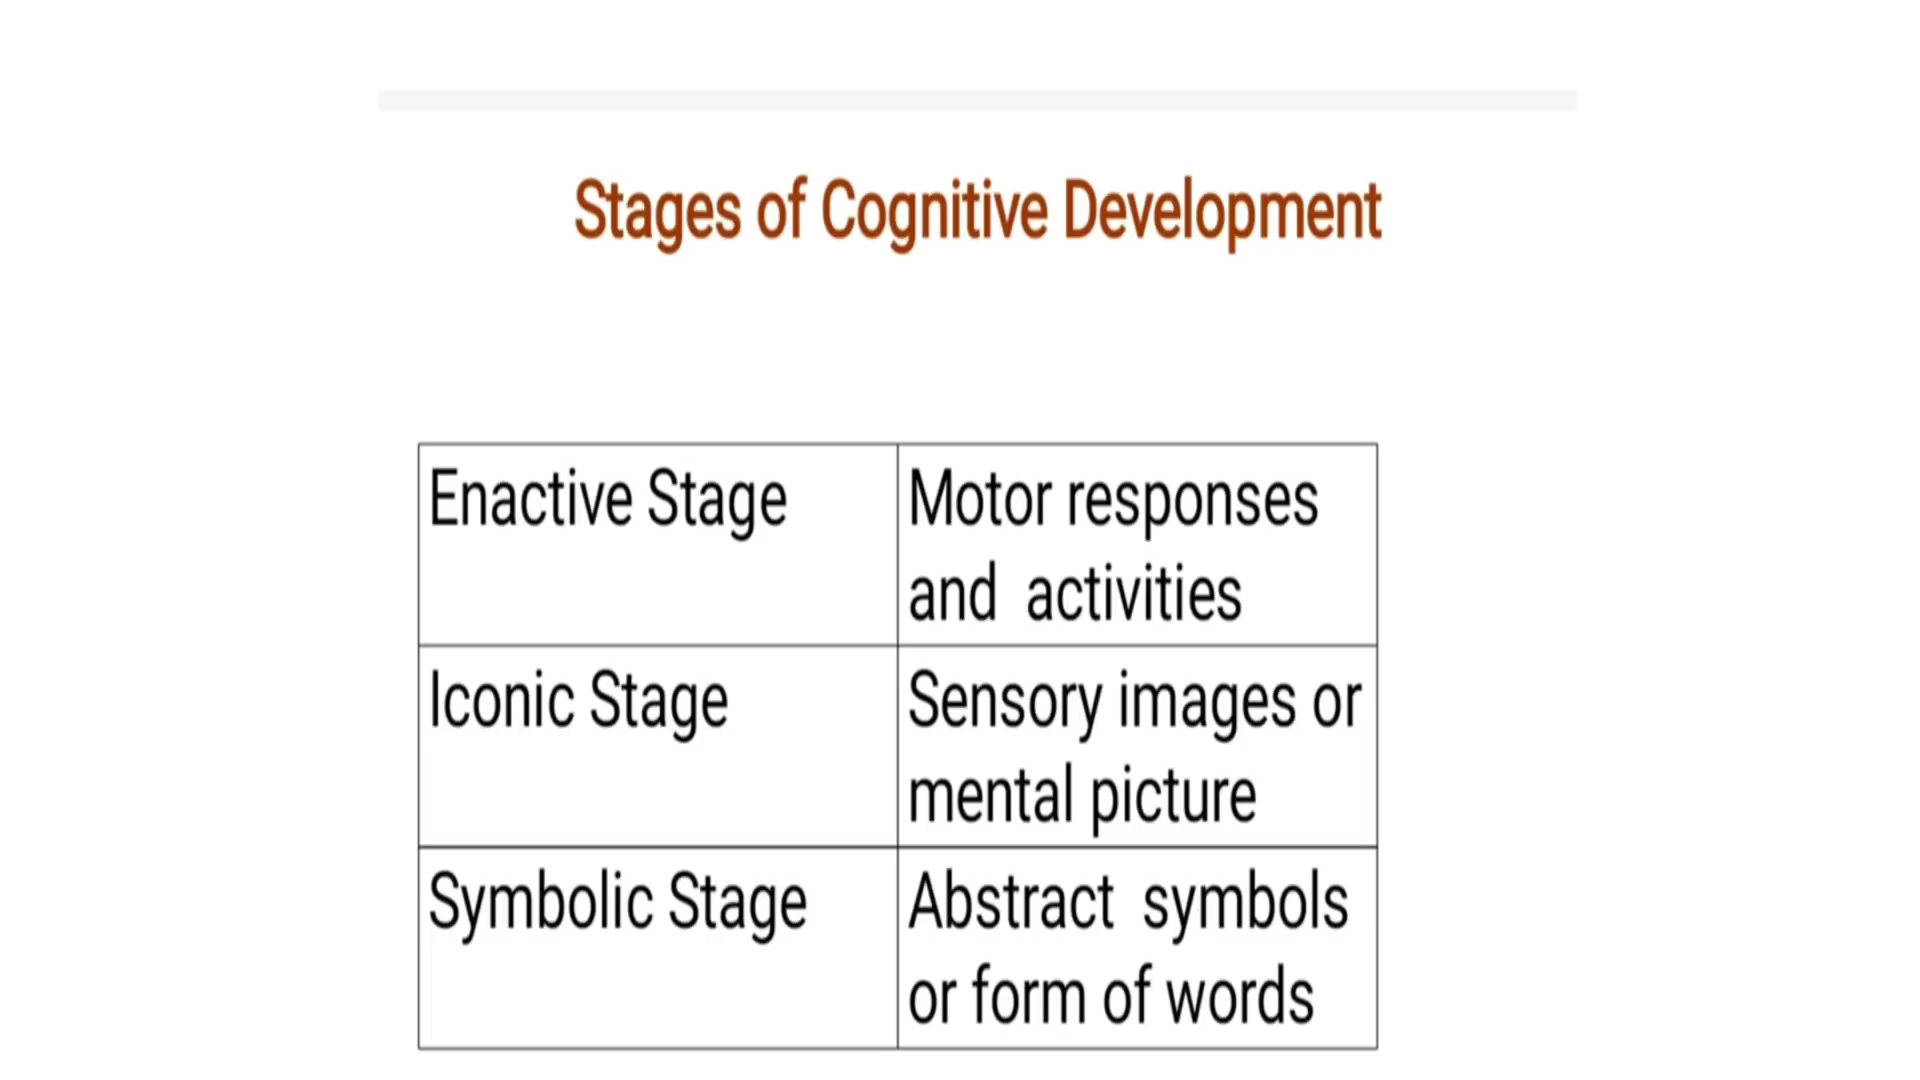 Stages of Cognitive Development
Enactive Stage
Motor responses
and activities
Iconic Stage
Sensory images or
mental picture
Symbolic Stage
Abstract symbols
or form of words